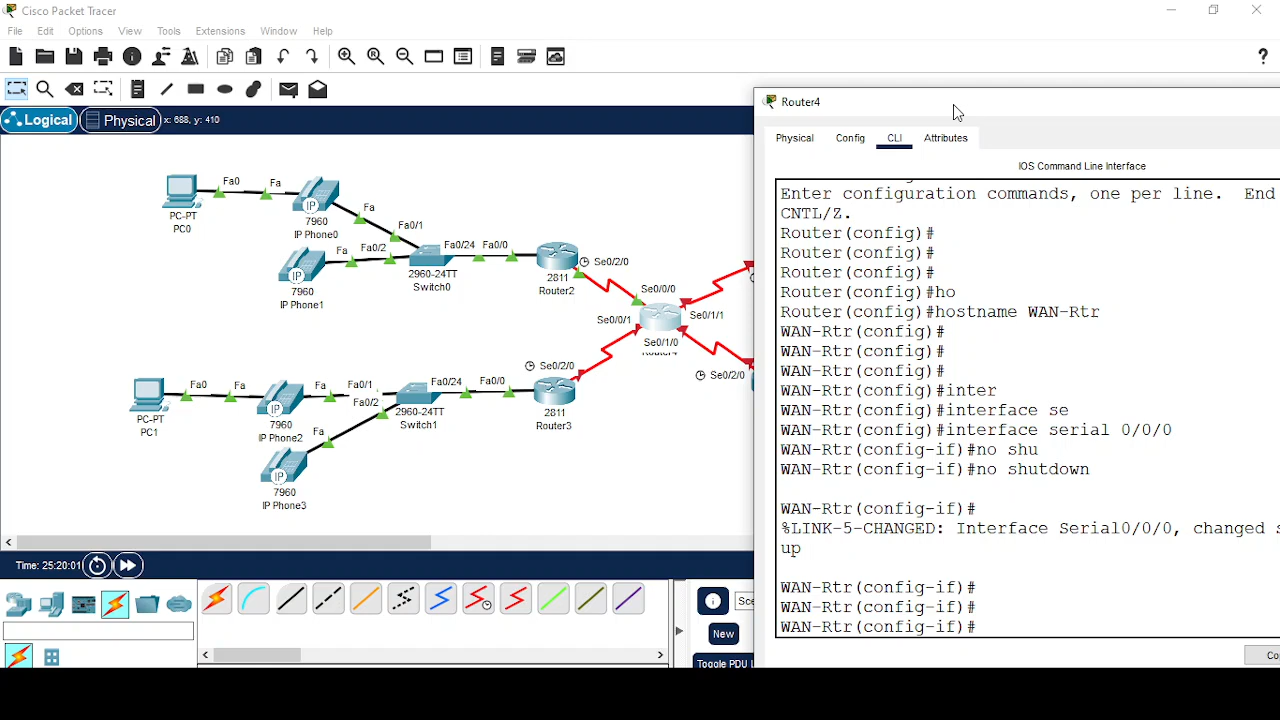 Cisco Packet Tracer
File Edit Options View Tools Extensions Window Help
?
Logical Physical x: 688, y: 410
Router4
Physical Config CLI Attributes
IOS Command Line Interface
Enter configuration commands, one per line. End
CNTL/Z.
Router(config)#
Router(config)#
Router(config)#
Router(config)#ho
Router(config)#hostname WAN-Rtr
WAN-Rtr(config)#
WAN-Rtr(config)#
WAN-Rtr(config)#
WAN-Rtr(config)#inter
WAN-Rtr(config)#interface se
WAN-Rtr(config)#interface serial 0/0/0
WAN-Rtr(config-if)#no shu
WAN-Rtr(config-if)#no shutdown
WAN-Rtr(config-if)#
%LINK-5-CHANGED: Interface Serial0/0/0, changed s
up
WAN-Rtr(config-if)#
WAN-Rtr(config-if)#
WAN-Rtr(config-if)#
Co
Fa0 Fa
PC-PT
PC0
IP
7960
IP Phone0
Fa
Fa0/1
IP
7960
IP Phone1
Fa Fa0/2
2960-24TT
Switch0
Fa0/24 Fa0/0
2811
Router2
Se0/2/0
Se0/0/0
Se0/0/1
Se0/1/1
Se0/1/0
Router4
Se0/2/0
Se0/2/0
Fa0 Fa
PC-PT
PC1
IP
7960
IP Phone2
Fa Fa0/1
Fa0/2
2960-24TT
Switch1
Fa0/24 Fa0/0
2811
Router3
Fa
IP
7960
IP Phone3
Time: 25:20:01
Sce
New
Toggle PDU L